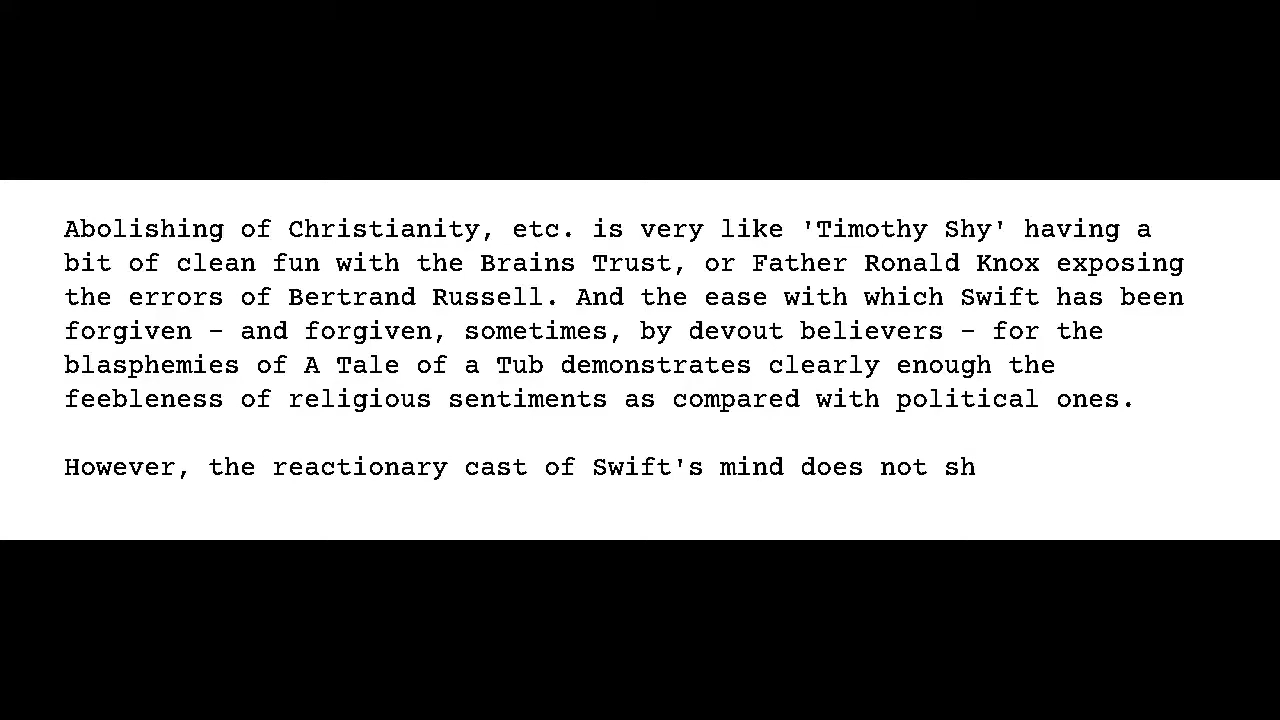 Abolishing of Christianity, etc. is very like 'Timothy Shy' having a
bit of clean fun with the Brains Trust, or Father Ronald Knox exposing
the errors of Bertrand Russell. And the ease with which Swift has been
forgiven – and forgiven, sometimes, by devout believers – for the
blasphemies of A Tale of a Tub demonstrates clearly enough the
feebleness of religious sentiments as compared with political ones.
However, the reactionary cast of Swift's mind does not sh